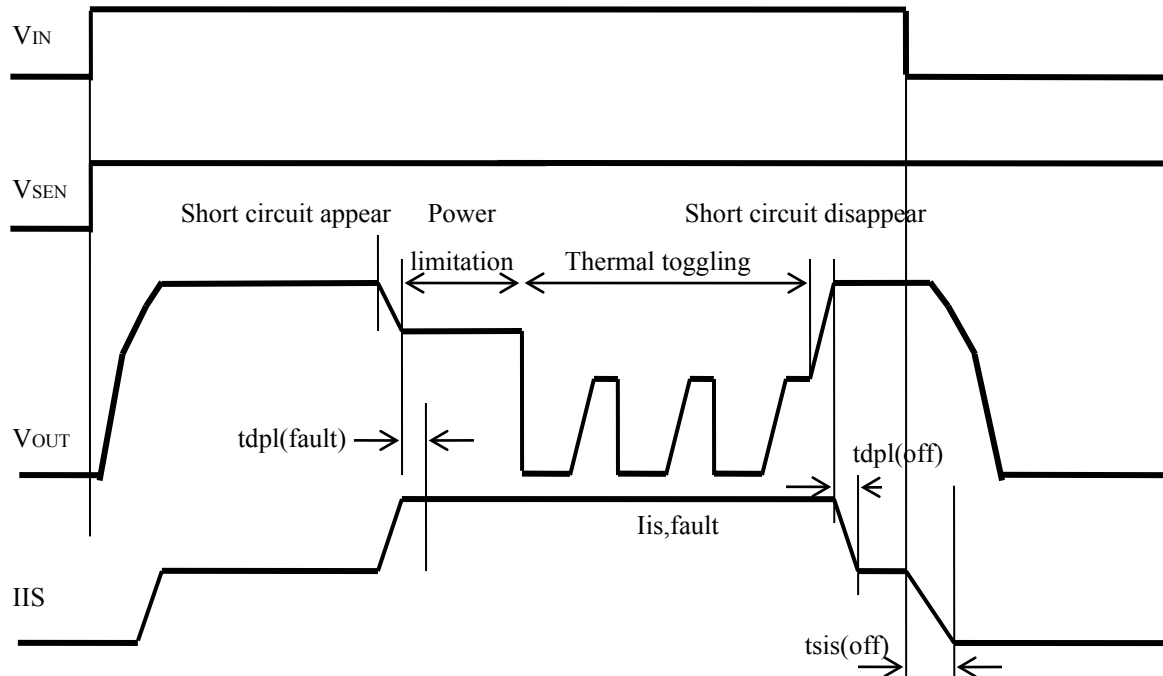 VIN
VSEN
Short circuit appear
Power
limitation
Short circuit disappear
Thermal toggling
VOUT
tdpl(fault)
tdpl(off)
Iis,fault
IIS
tsis(off)